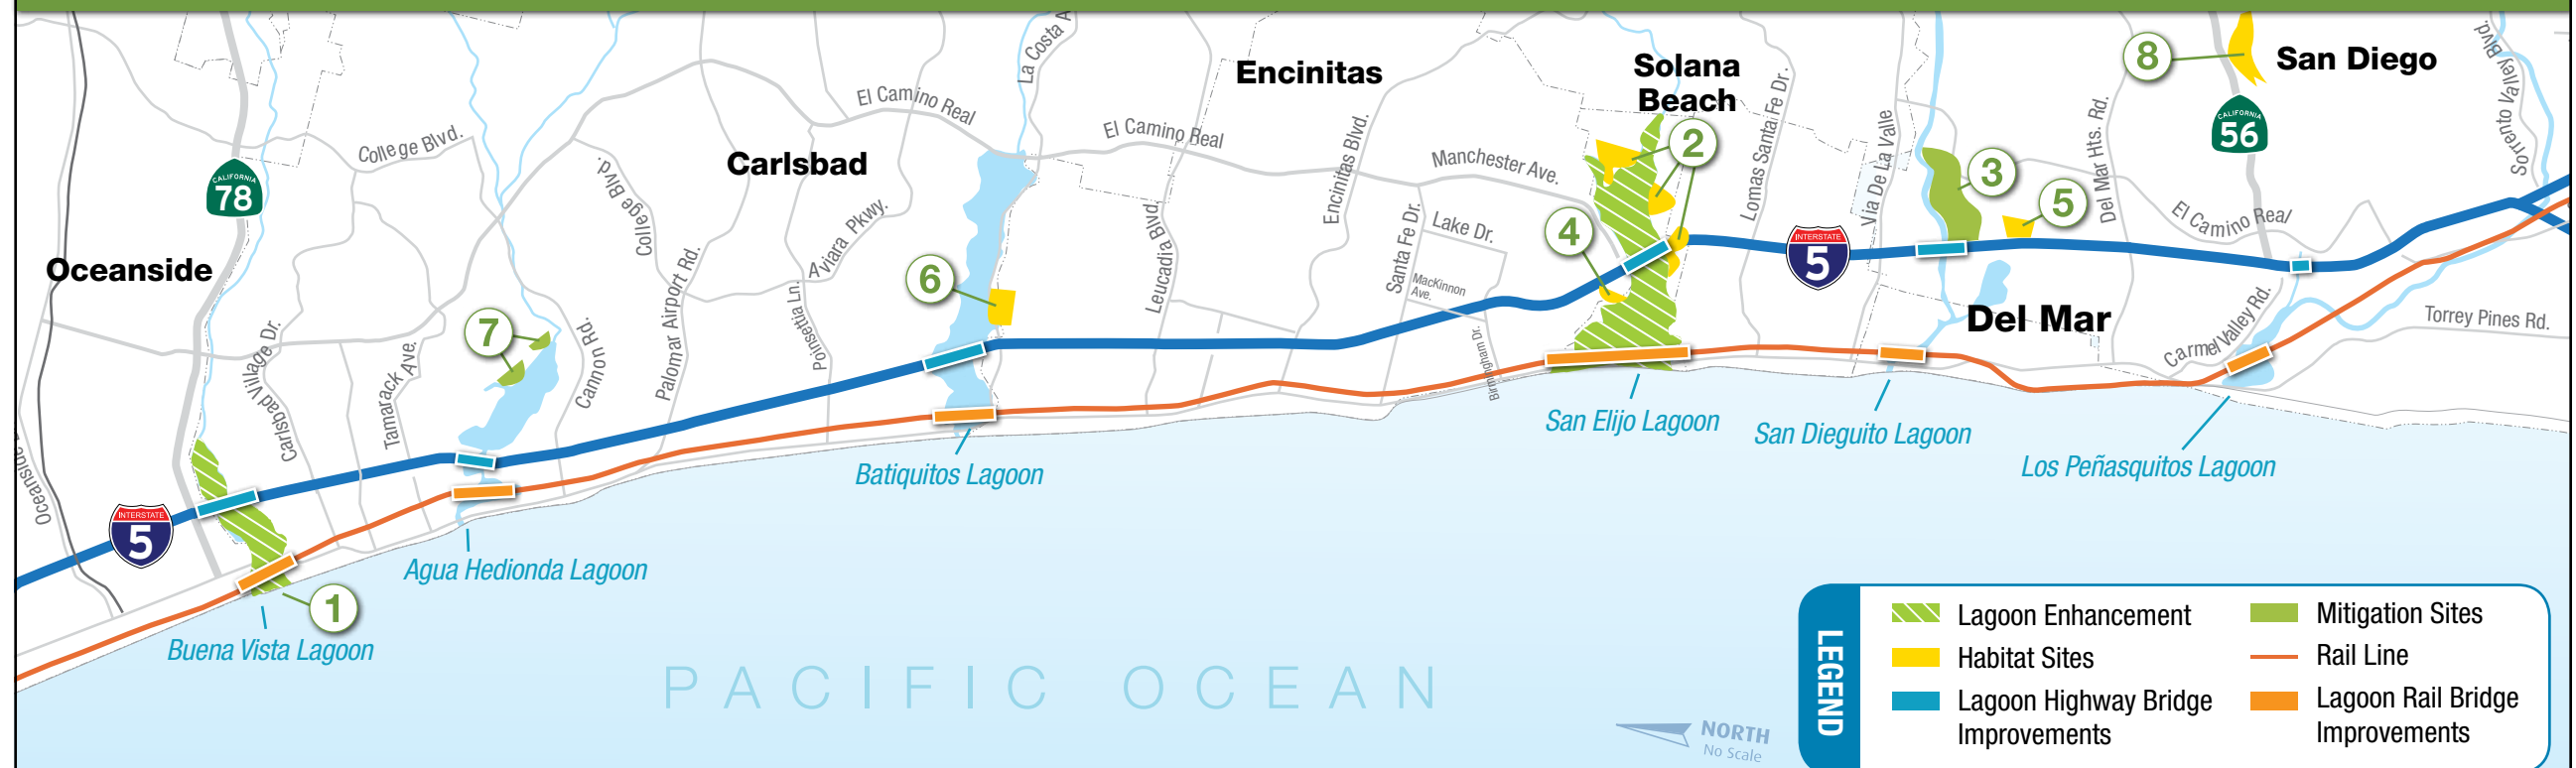 La Costa A
Sorrento Valley Blvd.
8
San Diego
Encinitas
Solana
Beach
El Camino Real
College Blvd.
El Camino Real
Lomas Santa Fe Dr.
Via De La Valle
Del Mar Hts. Rd.
CALIFORNIA
56
2
Carlsbad
Encinitas Blvd.
Manchester Ave.
3
CALIFORNIA
78
College Blvd.
Aviara Pkwy.
Leucadia Blvd.
Santa Fe Dr.
Lake Dr.
4
5
El Camino Real
Oceanside
6
MacKinnon
Ave.
INTERSTATE
5
Del Mar
7
Carlsbad Village Dr.
Tamarack Ave.
Cannon Rd.
Palomar Airport Rd.
Poinsettia Ln.
Birmingham Dr.
Carmel Valley Rd.
Torrey Pines Rd.
San Elijo Lagoon
San Dieguito Lagoon
Los Peñasquitos Lagoon
Batiquitos Lagoon
Oceanside
INTERSTATE
5
Agua Hedionda Lagoon
1
Buena Vista Lagoon
PACIFIC OCEAN
NORTH
No Scale
LEGEND
Lagoon Enhancement
Habitat Sites
Lagoon Highway Bridge
Improvements
Mitigation Sites
Rail Line
Lagoon Rail Bridge
Improvements